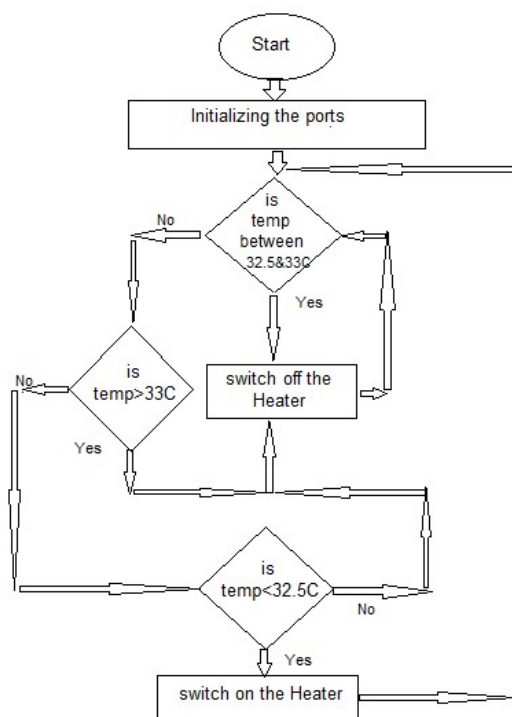 Start
Initializing the ports
is
temp
between
32.5&33C
No
Yes
switch off the
Heater
is
temp>33C
No
Yes
is
temp<32.5C
No
Yes
switch on the Heater